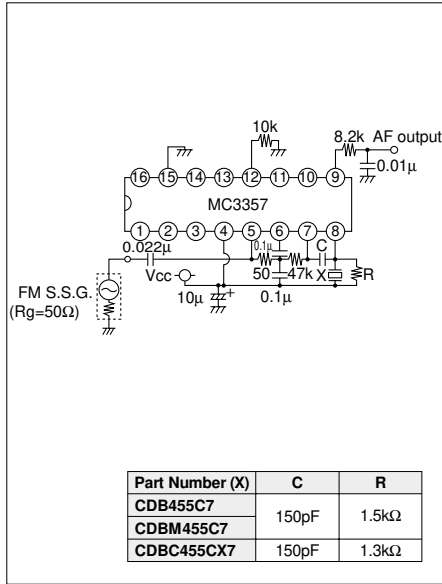 10k
8.2k AF output
0.01μ
16 15 14 13 12 11 10 9
MC3357
1 2 3 4 5 6 7 8
0.022μ
0.1μ
C
Vcc
50 47k
X
R
FM S.S.G.
(Rg=50Ω)
10μ
+
0.1μ
Part Number (X) C R
CDB455C7
150pF 1.5kΩ
CDBM455C7
CDBC455CX7 150pF 1.3kΩ